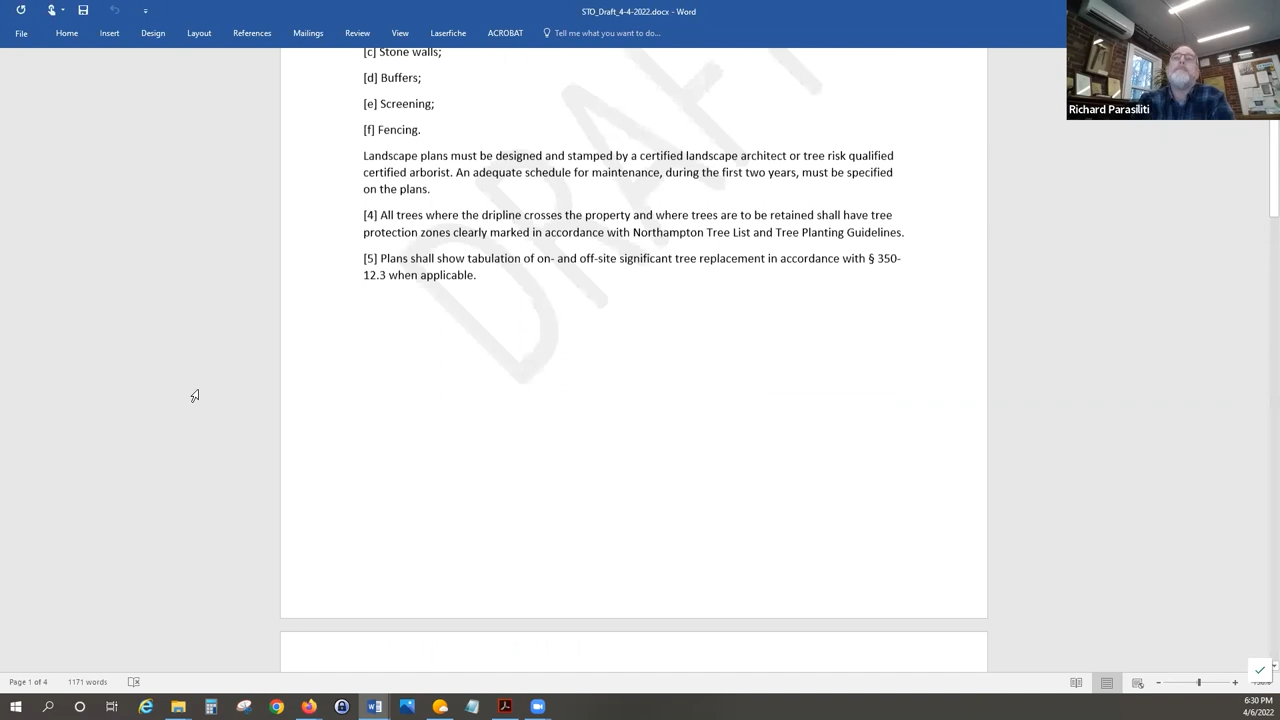 STO_Draft_4-4-2022.docx - Word
File Home Insert Design Layout References Mailings Review View Laserfiche ACROBAT Tell me what you want to do...
Richard Parasiliti
[c] Stone walls;
[d] Buffers;
[e] Screening;
[f] Fencing.
Landscape plans must be designed and stamped by a certified landscape architect or tree risk qualified
certified arborist. An adequate schedule for maintenance, during the first two years, must be specified
on the plans.
[4] All trees where the dripline crosses the property and where trees are to be retained shall have tree
protection zones clearly marked in accordance with Northampton Tree List and Tree Planting Guidelines.
[5] Plans shall show tabulation of on- and off-site significant tree replacement in accordance with § 350-
12.3 when applicable.
DRAFT
Page 1 of 4 1171 words
6:30 PM
4/6/2022